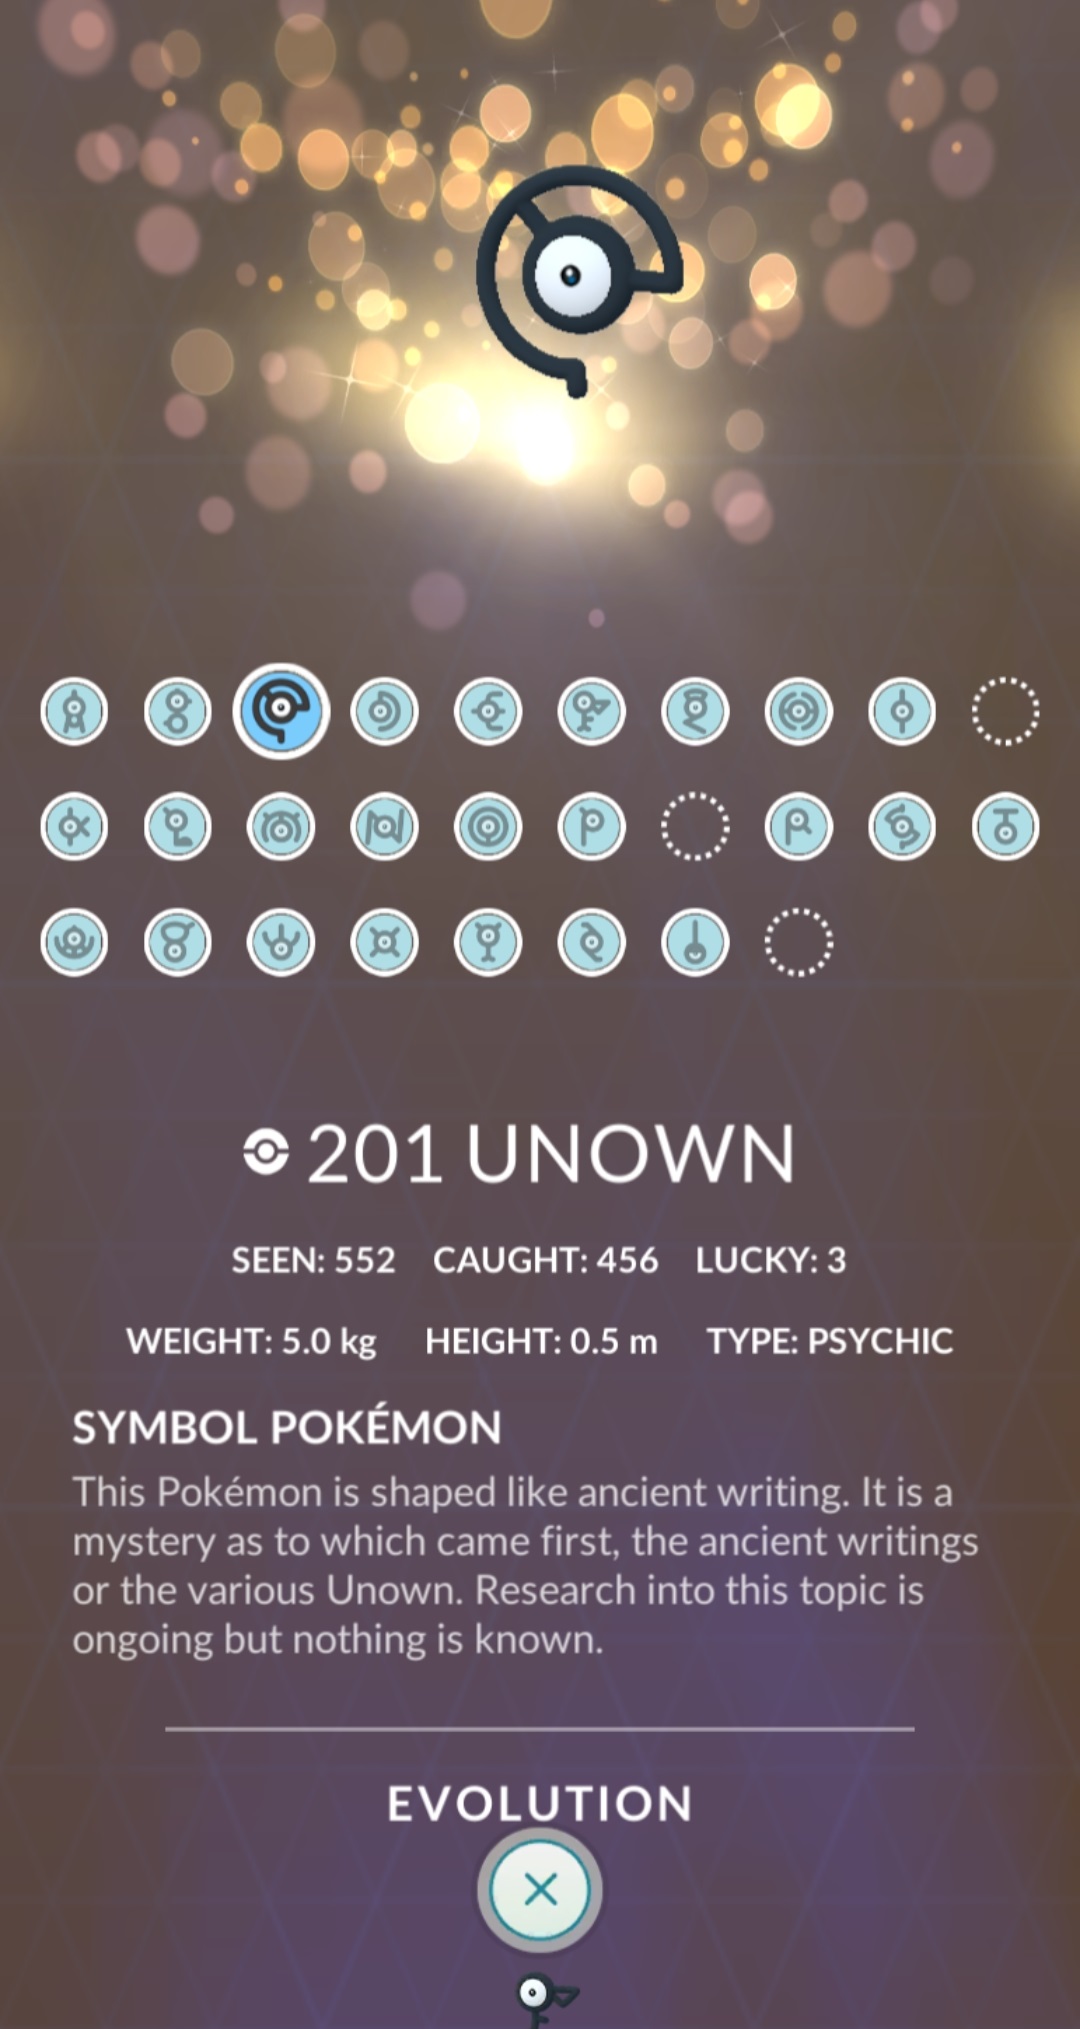 201 UNOWN
SEEN: 552 CAUGHT: 456 LUCKY: 3
WEIGHT: 5.0 kg HEIGHT: 0.5 m TYPE: PSYCHIC
SYMBOL POKÉMON
This Pokémon is shaped like ancient writing. It is a
mystery as to which came first, the ancient writings
or the various Unown. Research into this topic is
ongoing but nothing is known.
EVOLUTION